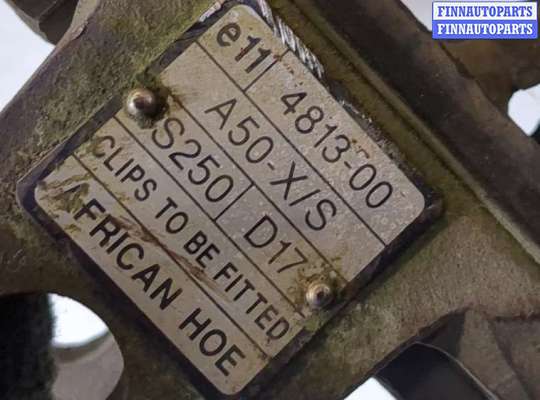 FINNAUTOPARTS
FINNAUTOPARTS
e11 4813-00
A50-X/S
S250 D17
CLIPS TO BE FITTED
AFRICAN HOE